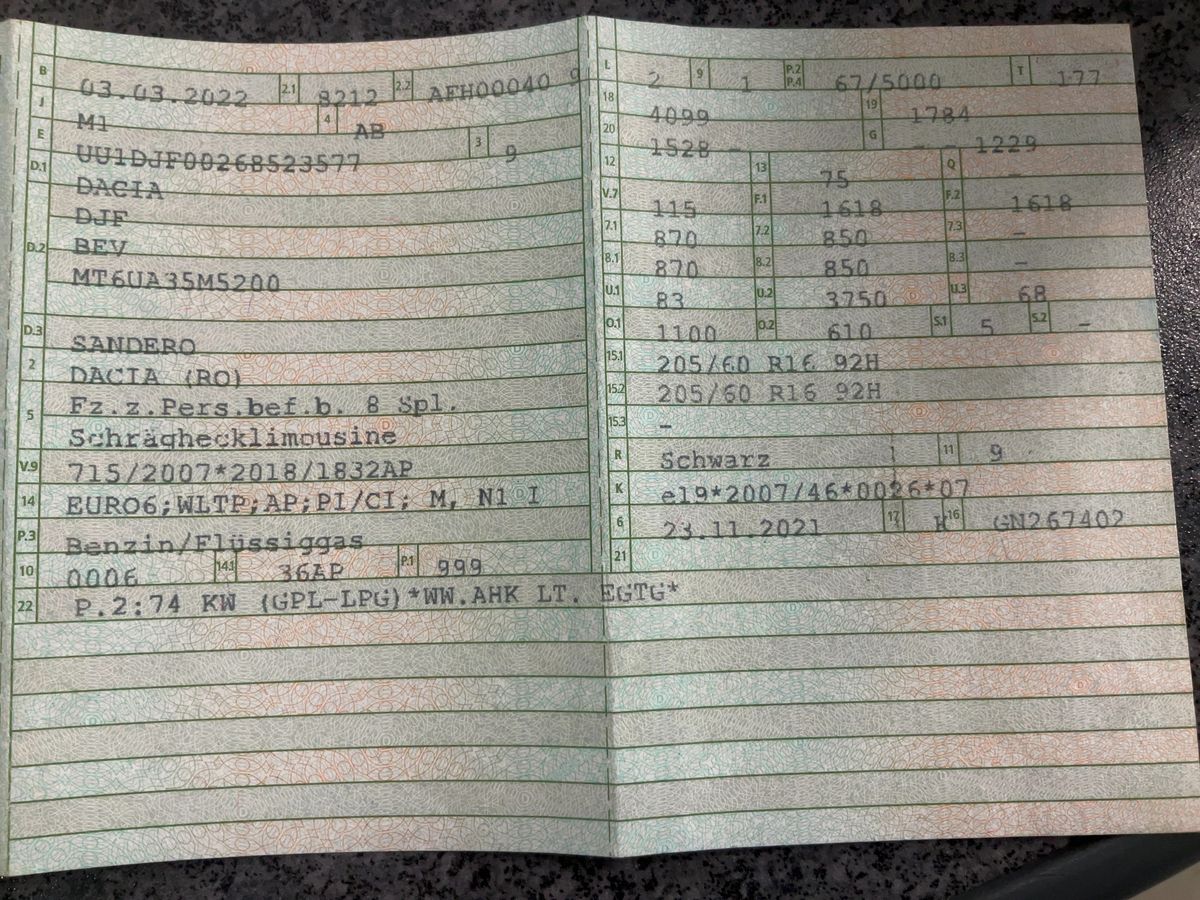 B 03.03.2022 2.1 8212 2.2 AFH00040 9
J M1 4 AB
E UU1DJF00268523577 3 9
D.1 DACIA
D.2 DJF
BEV
MT6UA35M5200
D.3 SANDERO
2 DACIA (RO)
5 Fz.z.Pers.bef.b. 8 Spl.
Schräghecklimousine
V.9 715/2007*2018/1832AP
14 EURO6;WLTP;AP;PI/CI; M, N1 I
P.3 Benzin/Flüssiggas
10 0006 14.1 36AP P.1 999
22 P.2:74 KW (GPL-LPG)*WW.AHK LT. EGTG*
L 2 9 1 P.2 P.4 67/5000 T 177
18 4099 19 1784
20 1528 - G - - 1229
12 13 75 Q -
V.7 115 F.1 1618 F.2 1618
7.1 870 7.2 850 7.3 -
8.1 870 8.2 850 8.3 -
U.1 83 U.2 3750 U.3 68
O.1 1100 O.2 610 S.1 5 S.2 -
15.1 205/60 R16 92H
15.2 205/60 R16 92H
15.3 -
R Schwarz 11 9
K e19*2007/46*0026*07
6 23.11.2021 17 K 16 GN267402
21